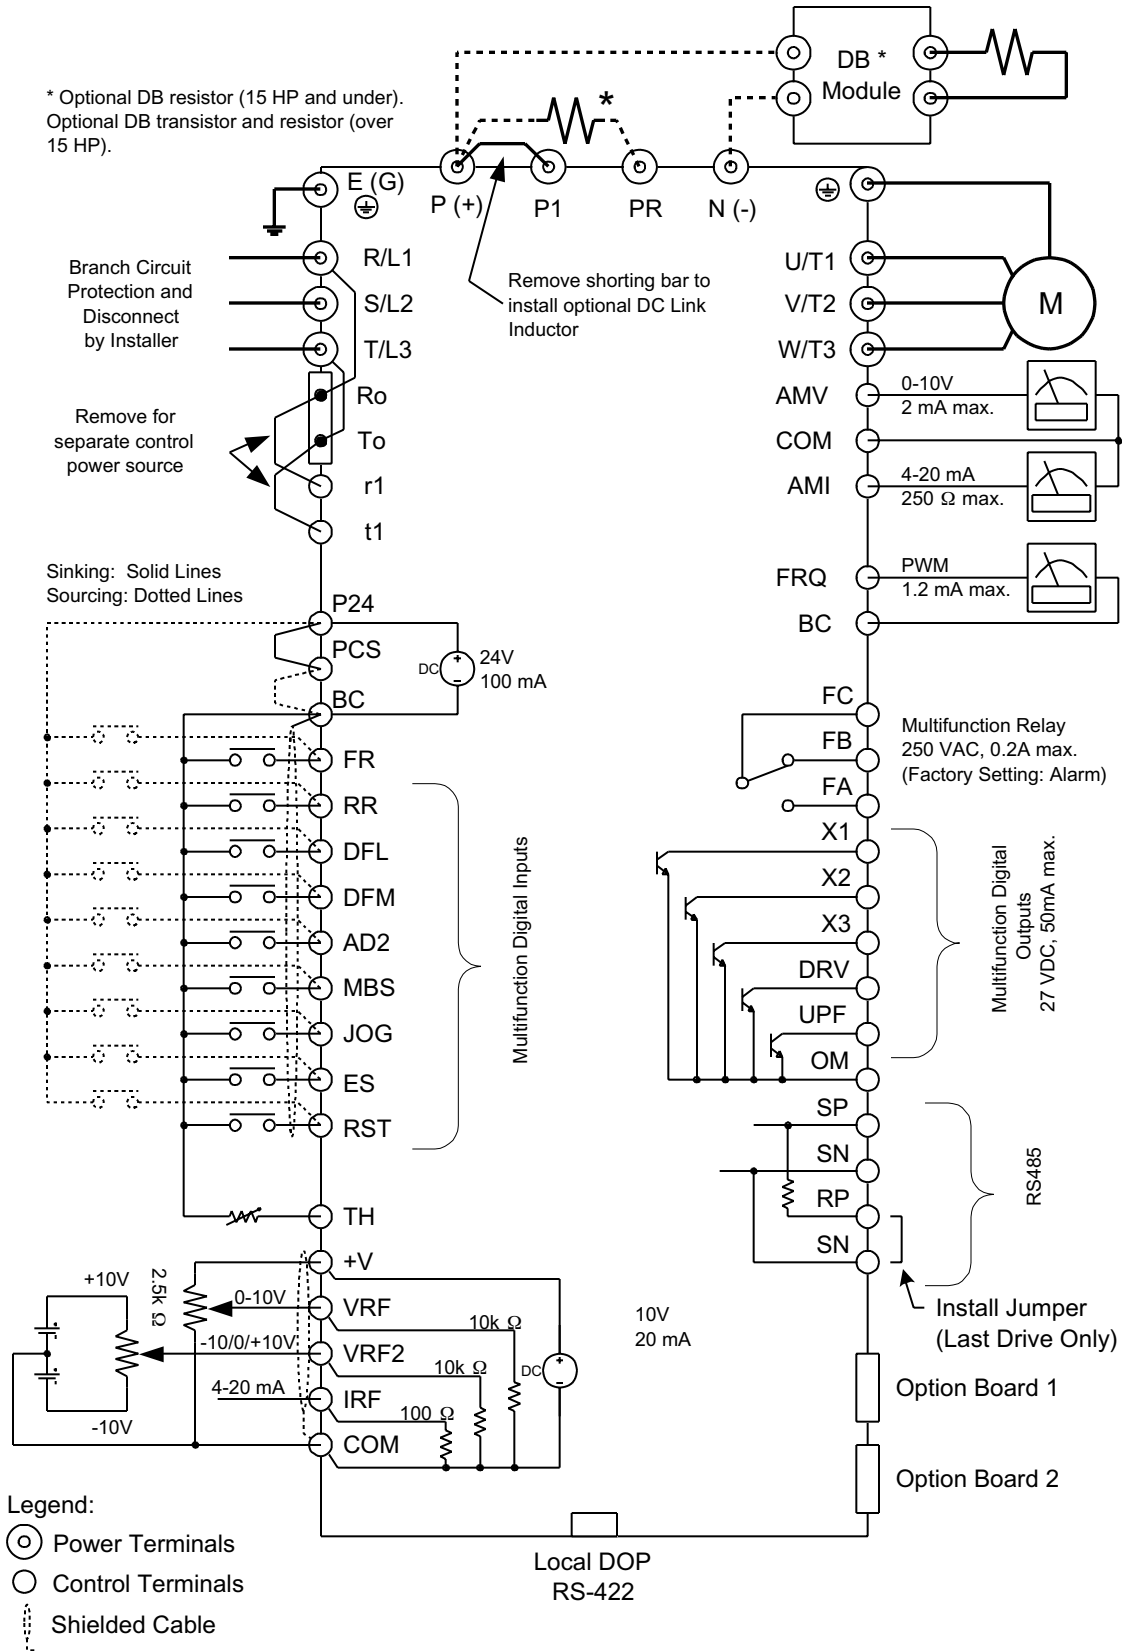 * Optional DB resistor (15 HP and under).
Optional DB transistor and resistor (over
15 HP).
DB *
Module
*
E (G)
P (+)
P1
PR
N (-)
Remove shorting bar to
install optional DC Link
Inductor
Branch Circuit
Protection and
Disconnect
by Installer
R/L1
S/L2
T/L3
Ro
To
r1
t1
Remove for
separate control
power source
U/T1
V/T2
W/T3
M
AMV
0-10V
2 mA max.
COM
AMI
4-20 mA
250 Ω max.
FRQ
PWM
1.2 mA max.
BC
Sinking: Solid Lines
Sourcing: Dotted Lines
P24
PCS
BC
DC
+
-
24V
100 mA
FR
RR
DFL
DFM
AD2
MBS
JOG
ES
RST
Multifunction Digital Inputs
TH
FC
FB
FA
Multifunction Relay
250 VAC, 0.2A max.
(Factory Setting: Alarm)
X1
X2
X3
DRV
UPF
OM
Multifunction Digital
Outputs
27 VDC, 50mA max.
SP
SN
RP
SN
RS485
Install Jumper
(Last Drive Only)
+V
VRF
VRF2
IRF
COM
+10V
-10V
2.5k Ω
0-10V
-10/0/+10V
4-20 mA
10k Ω
10k Ω
100 Ω
DC
+
-
10V
20 mA
Option Board 1
Option Board 2
Local DOP
RS-422
Legend:
Power Terminals
Control Terminals
Shielded Cable